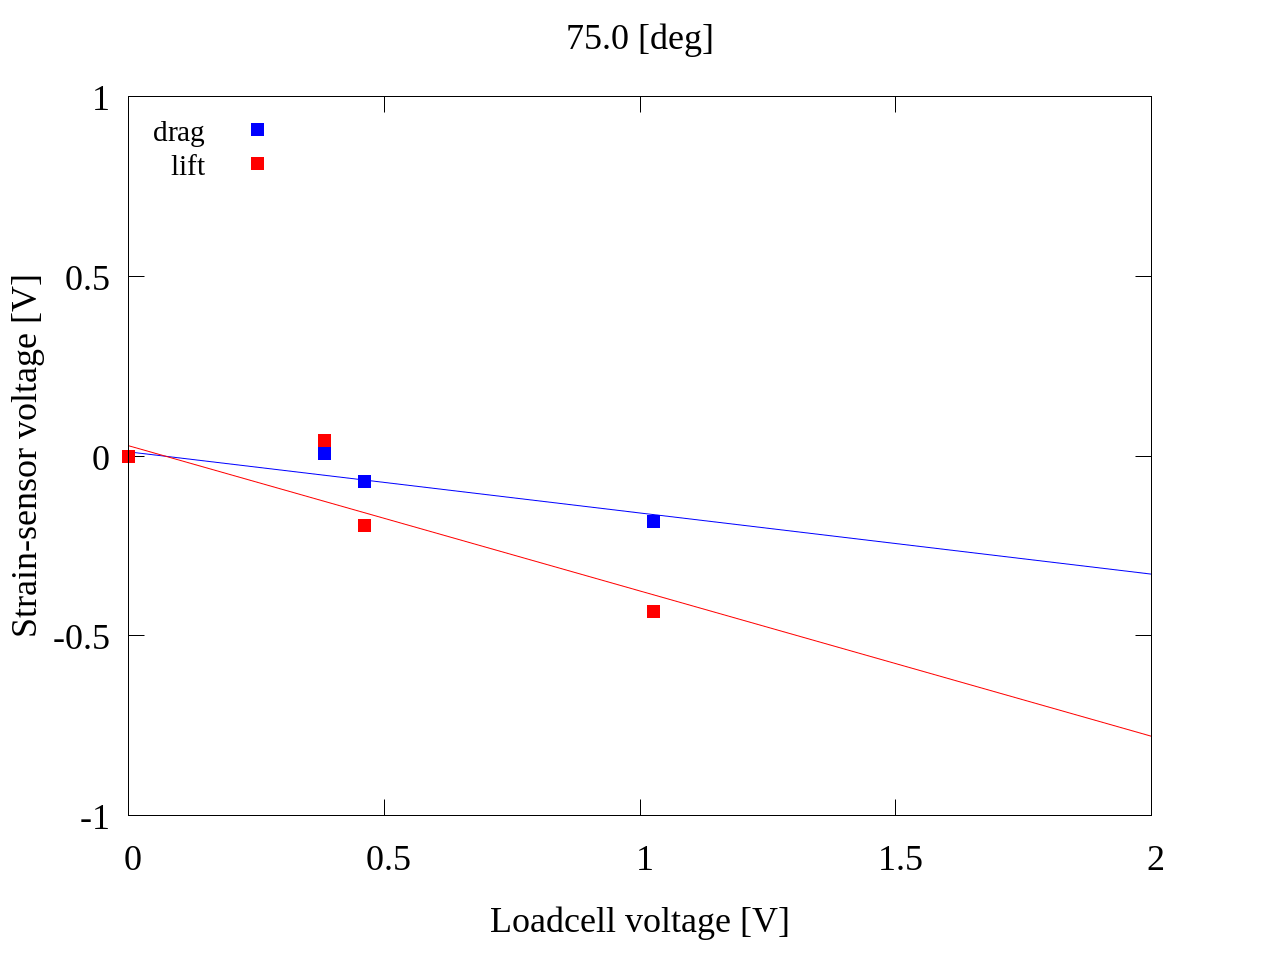 75.0 [deg]
1
drag
lift
0.5
0
-0.5
-1
Strain-sensor voltage [V]
0 0.5 1 1.5 2
Loadcell voltage [V]